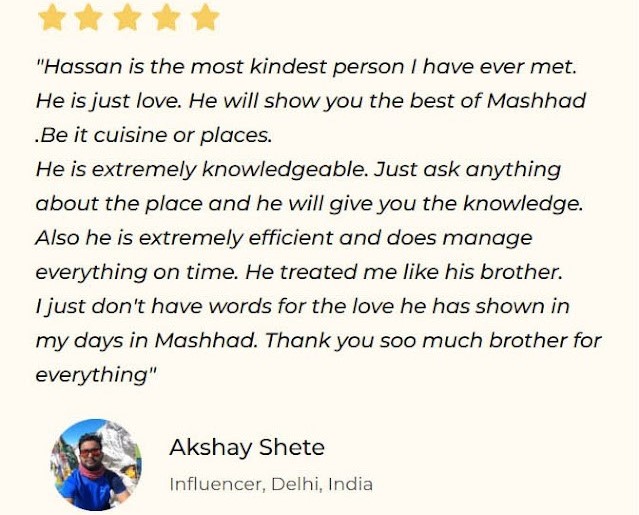 "Hassan is the most kindest person I have ever met.
He is just love. He will show you the best of Mashhad
.Be it cuisine or places.
He is extremely knowledgeable. Just ask anything
about the place and he will give you the knowledge.
Also he is extremely efficient and does manage
everything on time. He treated me like his brother.
I just don't have words for the love he has shown in
my days in Mashhad. Thank you soo much brother for
everything"
Akshay Shete
Influencer, Delhi, India